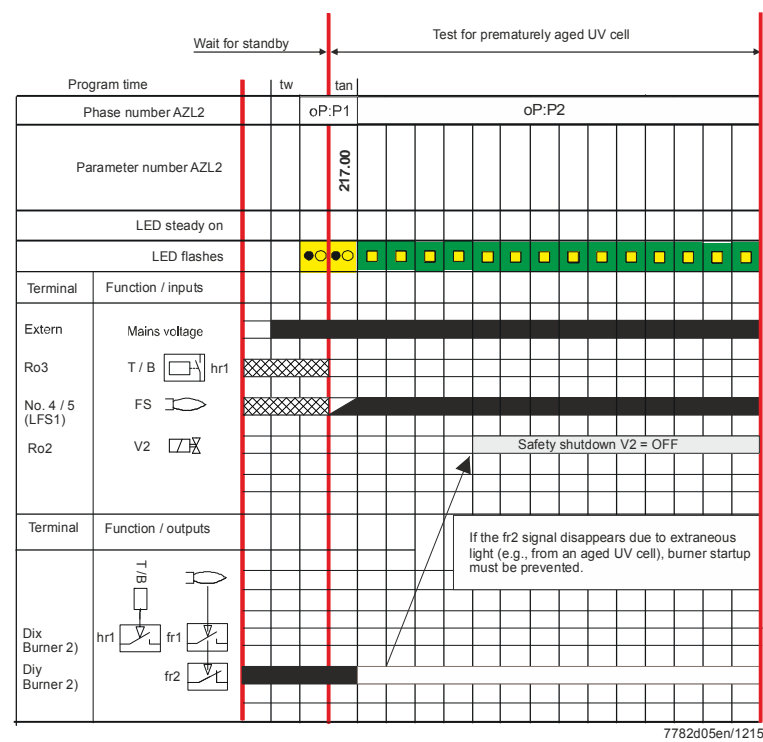 Wait for standby
Test for prematurely aged UV cell
Program time
tw
tan
Phase number AZL2
oP:P1
oP:P2
Parameter number AZL2
217.00
LED steady on
LED flashes
Terminal
Function / inputs
Extern
Mains voltage
Ro3
T / B
hr1
No. 4 / 5
(LFS1)
FS
Ro2
V2
Safety shutdown V2 = OFF
If the fr2 signal disappears due to extraneous
light (e.g., from an aged UV cell), burner startup
must be prevented.
Terminal
Function / outputs
T /B
Dix
Burner 2)
hr1
fr1
Diy
Burner 2)
fr2
7782d05en/1215